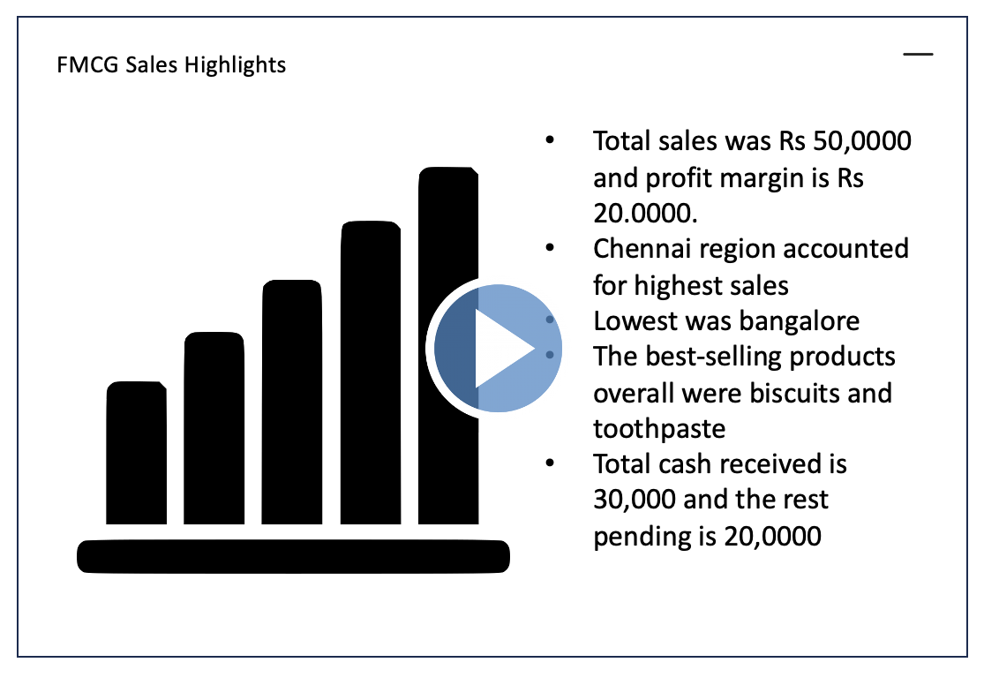 FMCG Sales Highlights
• Total sales was Rs 50,0000
and profit margin is Rs
20.0000.
• Chennai region accounted
for highest sales
• Lowest was bangalore
• The best-selling products
overall were biscuits and
toothpaste
• Total cash received is
30,000 and the rest
pending is 20,0000